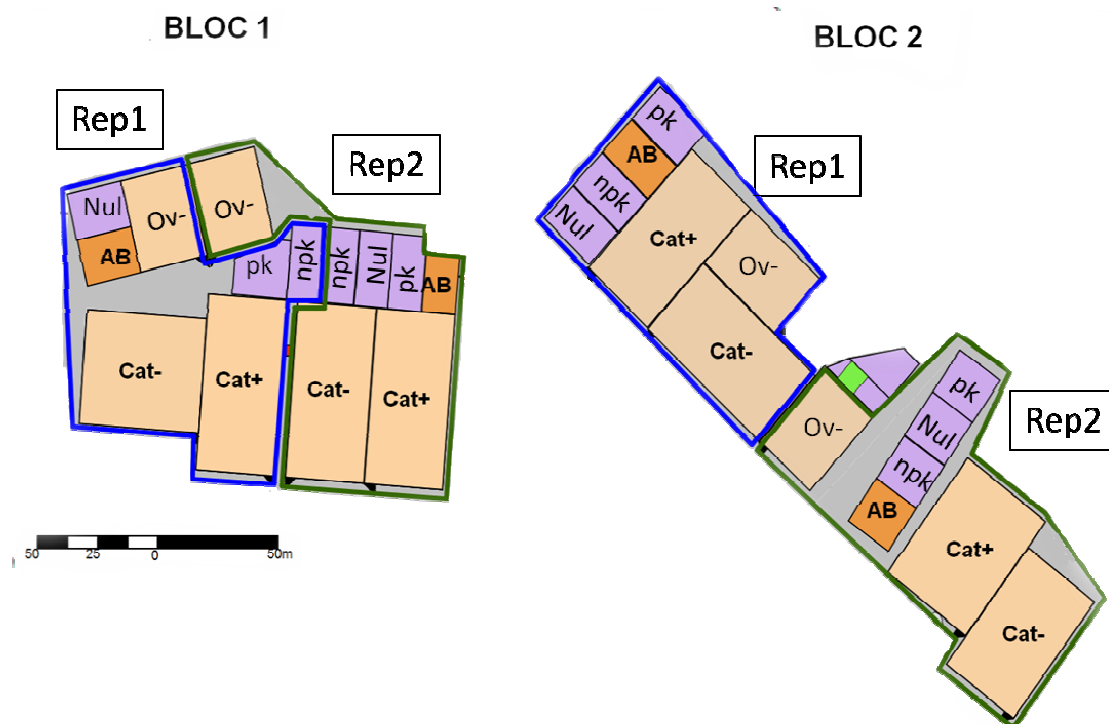 BLOC 1
Rep1
Rep2
Nul
AB
Ov-
Ov-
pk
npk
npk
Nul
pk
AB
Cat-
Cat+
Cat-
Cat+
50
25
0
50m
BLOC 2
Rep1
pk
AB
npk
Nul
Cat+
Ov-
Cat-
Rep2
Ov-
pk
Nul
npk
AB
Cat+
Cat-